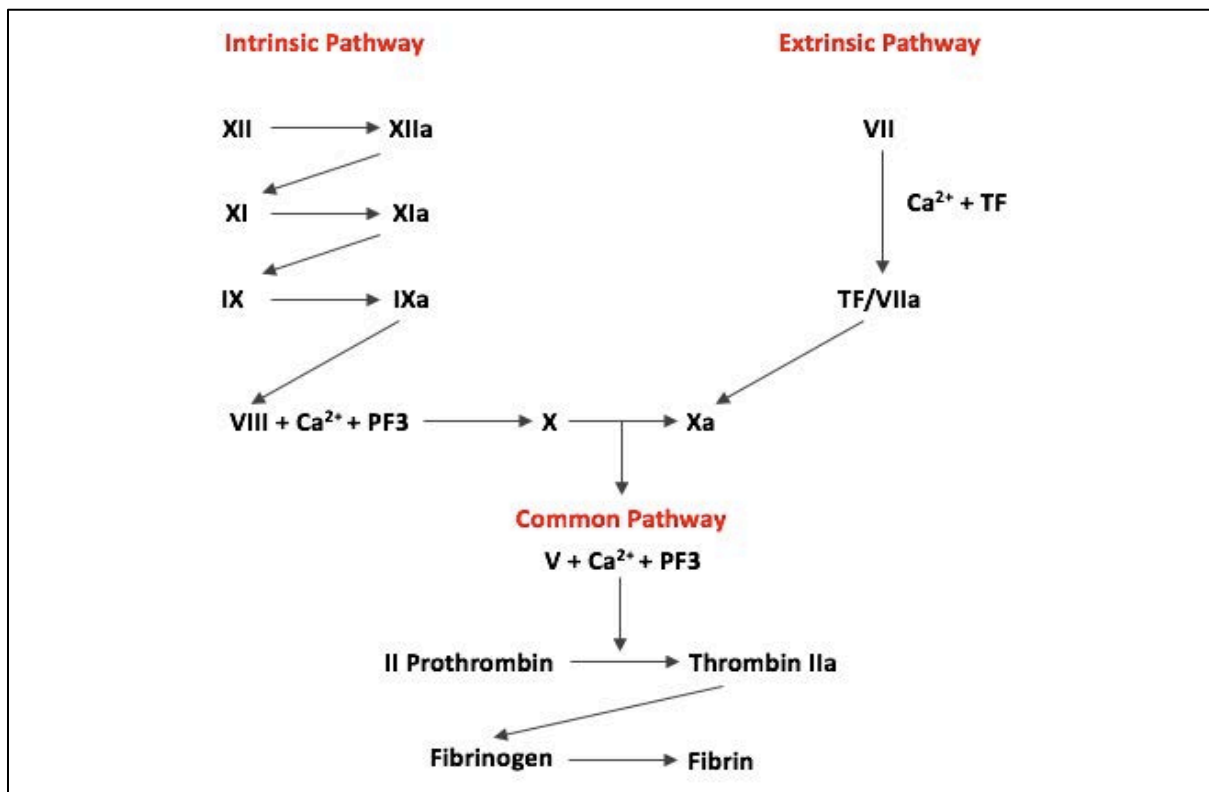 Intrinsic Pathway Extrinsic Pathway
XII XIIa VII
Ca²⁺ + TF
XI XIa
IX IXa TF/VIIa
VIII + Ca²⁺ + PF3 X Xa
Common Pathway
V + Ca²⁺ + PF3
II Prothrombin Thrombin IIa
Fibrinogen Fibrin